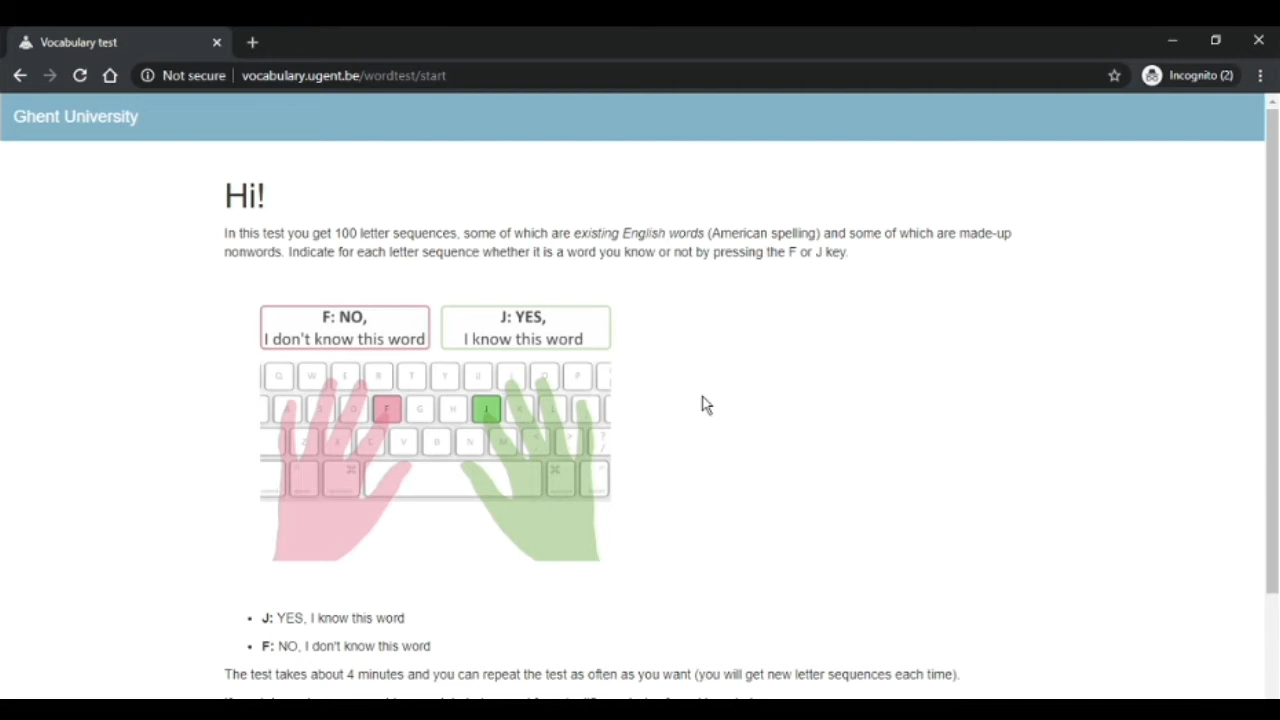 Vocabulary test
Not secure
vocabulary.ugent.be/wordtest/start
Incognito (2)
Ghent University
Hi!
In this test you get 100 letter sequences, some of which are existing English words (American spelling) and some of which are made-up
nonwords. Indicate for each letter sequence whether it is a word you know or not by pressing the F or J key.
F: NO,
I don't know this word
J: YES,
I know this word
Q W E R T Y U I O P
A S D F G H J K L
Z X C V B N M < > ?
/
• J: YES, I know this word
• F: NO, I don't know this word
The test takes about 4 minutes and you can repeat the test as often as you want (you will get new letter sequences each time).